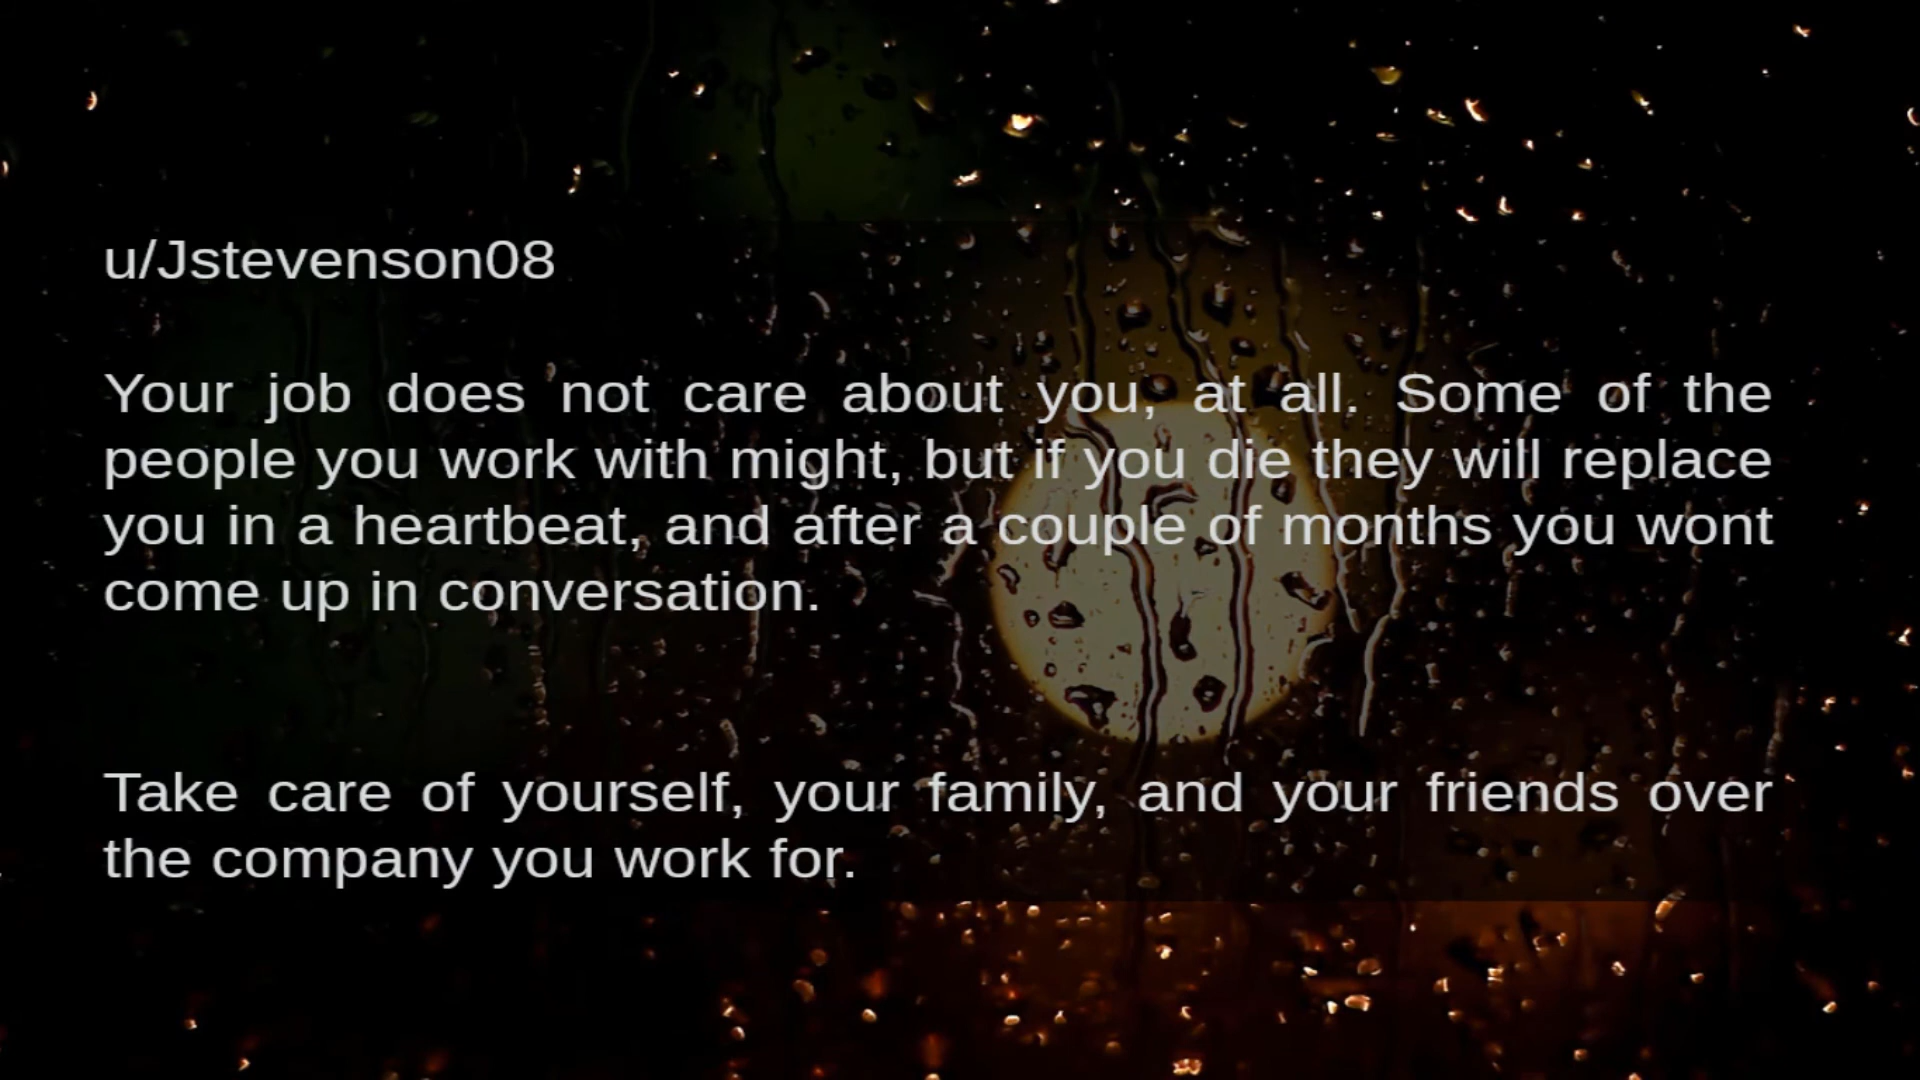 u/Jstevenson08
Your job does not care about you, at all. Some of the
people you work with might, but if you die they will replace
you in a heartbeat, and after a couple of months you wont
come up in conversation.
Take care of yourself, your family, and your friends over
the company you work for.